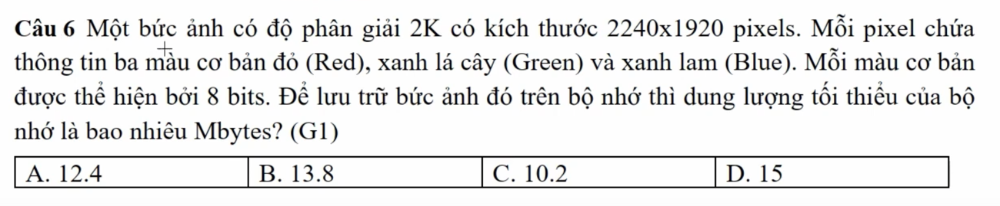 Câu 6 Một bức ảnh có độ phân giải 2K có kích thước 2240x1920 pixels. Mỗi pixel chứa
thông tin ba màu cơ bản đỏ (Red), xanh lá cây (Green) và xanh lam (Blue). Mỗi màu cơ bản
được thể hiện bởi 8 bits. Để lưu trữ bức ảnh đó trên bộ nhớ thì dung lượng tối thiểu của bộ
nhớ là bao nhiêu Mbytes? (G1)
A. 12.4 B. 13.8 C. 10.2 D. 15